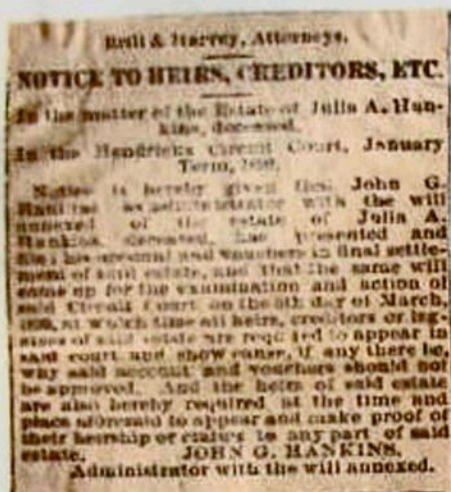 Brill & Harvey, Attorneys.
NOTICE TO HEIRS, CREDITORS, ETC.
In the matter of the Estate of Julia A. Han-
kins, deceased.
In the Hendricks Circuit Court, January
Term,
Notice is hereby given that John G.
Hankins as administrator with the will
annexed of the estate of Julia A.
Hankins, deceased, has presented and
filed his account and vouchers in final settle-
ment of said estate, and that the same will
come up for the examination and action of
said Circuit Court on the 8th day of March,
at which time all heirs, creditors or leg-
atees of said estate are required to appear in
said court and show cause, if any there be,
why said account and vouchers should not
be approved. And the heirs of said estate
are also hereby required at the time and
place aforesaid to appear and make proof of
their heirship or claims to any part of said
estate. JOHN G. HANKINS.
Administrator with the will annexed.